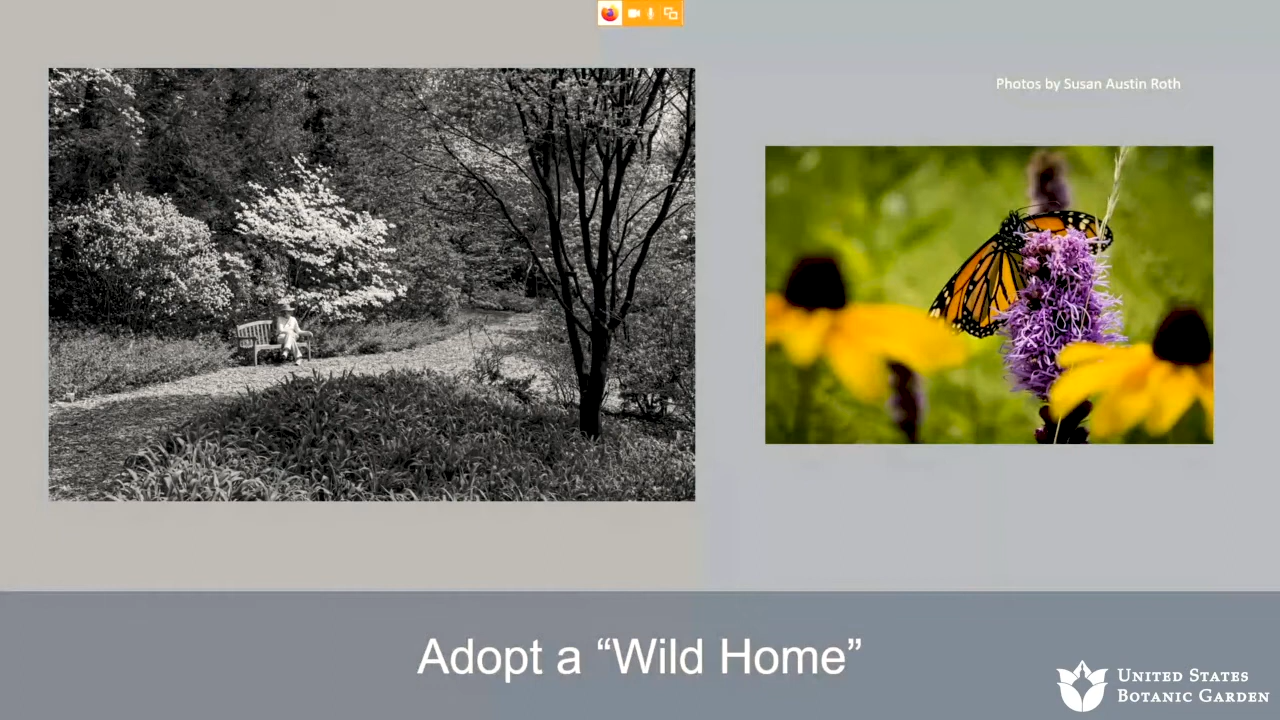 Photos by Susan Austin Roth
Adopt a “Wild Home”
UNITED STATES
BOTANIC GARDEN